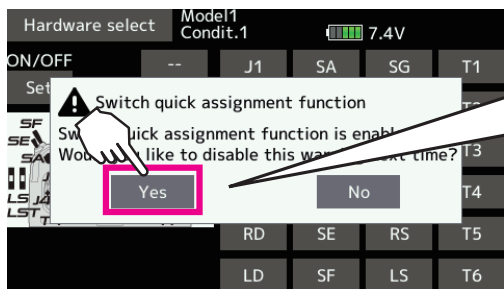 Hardware select
Model1
Condit.1
7.4V
ON/OFF
--
J1
SA
SG
T1
Set
Switch quick assignment function
SF
SE
SA
quick assignment function is
like to disable this time?
T3
J4
LS
LST
Yes
No
T4
RD
SE
RS
T5
LD
SF
LS
T6